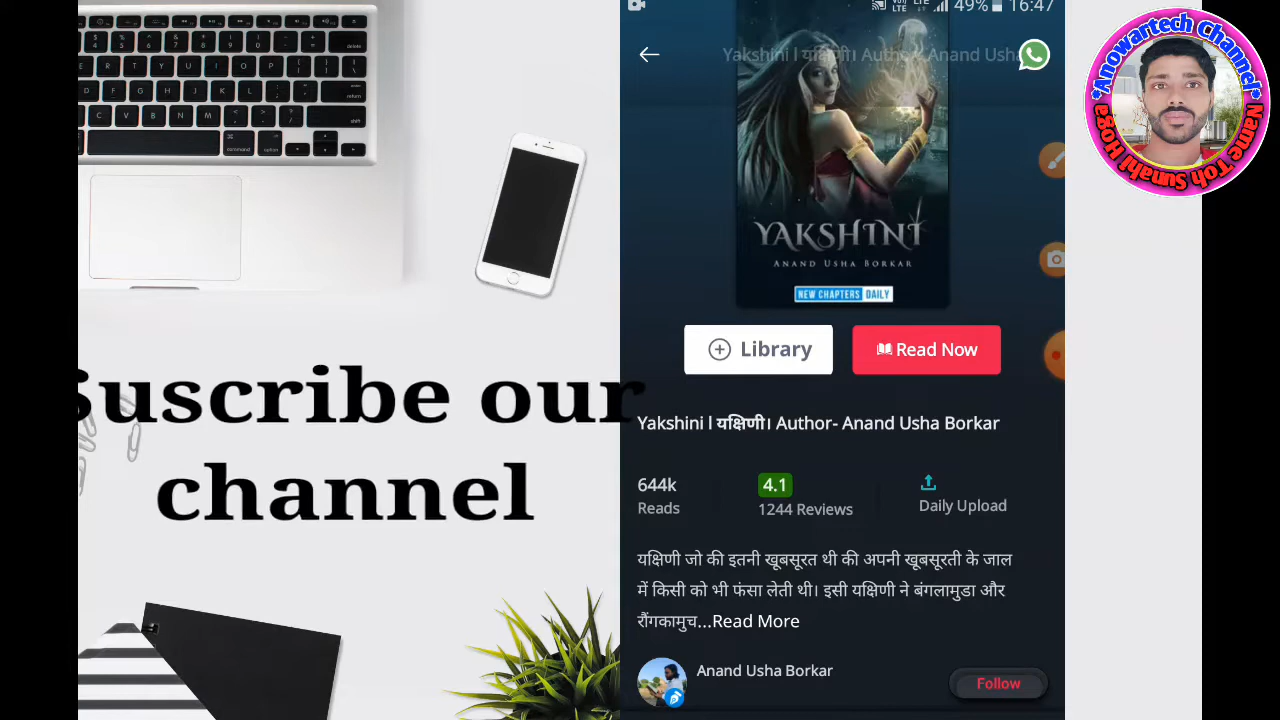 Suscribe our
channel
49% 16:47
Yakshini l यक्षिणी। Author- Anand Usha
YAKSHINI
ANAND USHA BORKAR
NEW CHAPTERS DAILY
Library
Read Now
Yakshini l यक्षिणी। Author- Anand Usha Borkar
644k
Reads
4.1
1244 Reviews
Daily Upload
यक्षिणी जो की इतनी खूबसूरत थी की अपनी खूबसूरती के जाल
में किसी को भी फंसा लेती थी। इसी यक्षिणी ने बंगलामुडा और
रौंगकामुच...Read More
Anand Usha Borkar
Follow
*Anowartech Channel*
Name Toh Sunahi Hoga